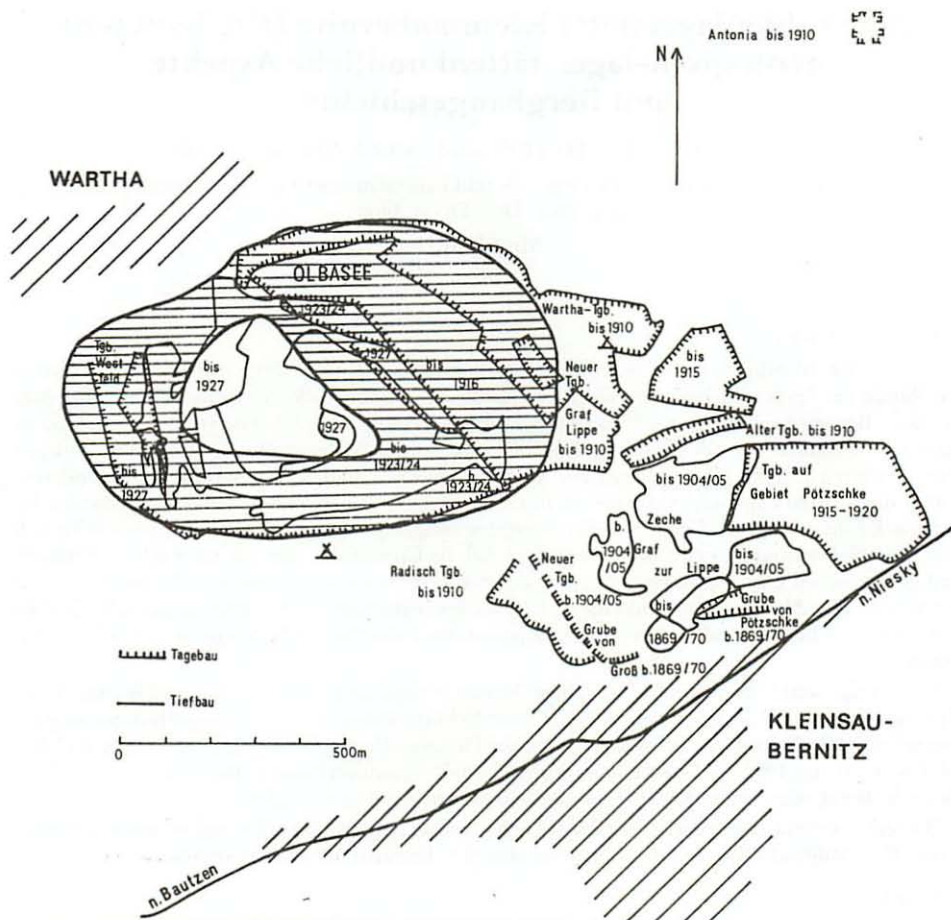 Antonia bis 1910
N
WARTHA
OLBASEE
1923/24
Wartha-Tgb.
bis 1910
Tgb.
West
feld
bis
1927
1927
bis
1916
Neuer
Tgb.
bis
1915
Graf
Lippe
bis 1910
1927
bis
1923/24
Alter Tgb. bis 1910
bis
1927
b.
1923/24
bis 1904/05
Tgb. auf
Gebiet Pötzschke
1915-1920
Zeche
b.
1904
/05
Graf
zur
Lippe
bis
1904/05
Radisch Tgb.
bis 1910
Neuer
Tgb.
b.1904/05
n.Niesky
Grube
von
Pötzschke
b.1869/70
bis
1869/70
Grube
von
Groß b.1869/70
Tagebau
Tiefbau
0
500m
KLEINSAU-
BERNITZ
n.Bautzen